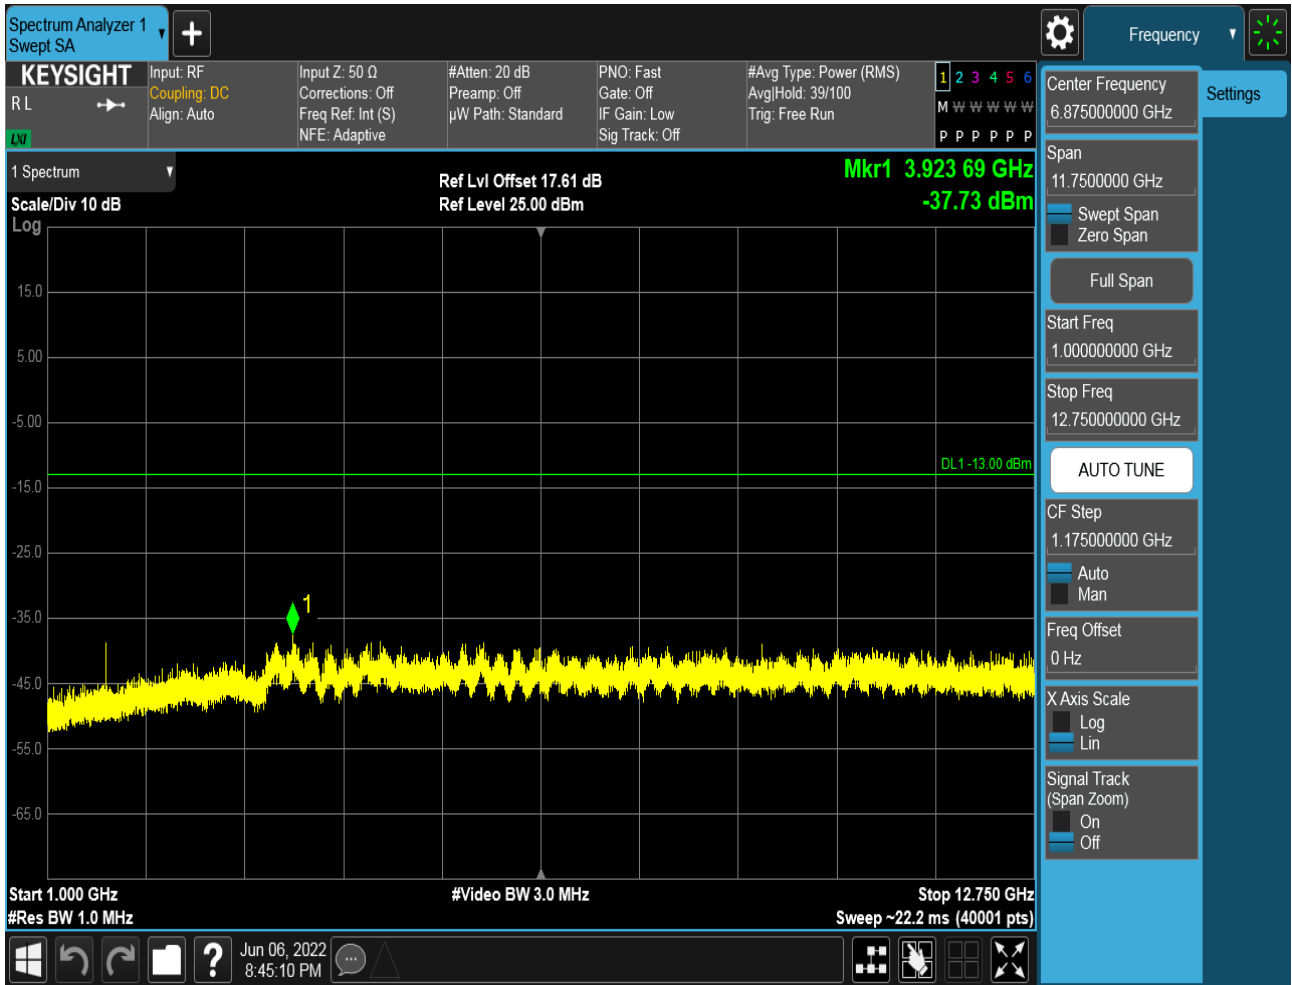 Spectrum Analyzer 1
Swept SA
Frequency
KEYSIGHT
R L
LXI
Input: RF
Coupling: DC
Align: Auto
Input Z: 50 Ω
Corrections: Off
Freq Ref: Int (S)
NFE: Adaptive
#Atten: 20 dB
Preamp: Off
µW Path: Standard
PNO: Fast
Gate: Off
IF Gain: Low
Sig Track: Off
#Avg Type: Power (RMS)
Avg|Hold: 39/100
Trig: Free Run
1 2 3 4 5 6
M W W W W W
P P P P P P
1 Spectrum
Scale/Div 10 dB
Log
Ref Lvl Offset 17.61 dB
Ref Level 25.00 dBm
Mkr1 3.923 69 GHz
-37.73 dBm
15.0
5.00
-5.00
-15.0
-25.0
-35.0
-45.0
-55.0
-65.0
DL1 -13.00 dBm
1
Start 1.000 GHz
#Res BW 1.0 MHz
#Video BW 3.0 MHz
Stop 12.750 GHz
Sweep ~22.2 ms (40001 pts)
?
Jun 06, 2022
8:45:10 PM
Center Frequency
6.875000000 GHz
Settings
Span
11.7500000 GHz
Swept Span
Zero Span
Full Span
Start Freq
1.000000000 GHz
Stop Freq
12.750000000 GHz
AUTO TUNE
CF Step
1.175000000 GHz
Auto
Man
Freq Offset
0 Hz
X Axis Scale
Log
Lin
Signal Track
(Span Zoom)
On
Off